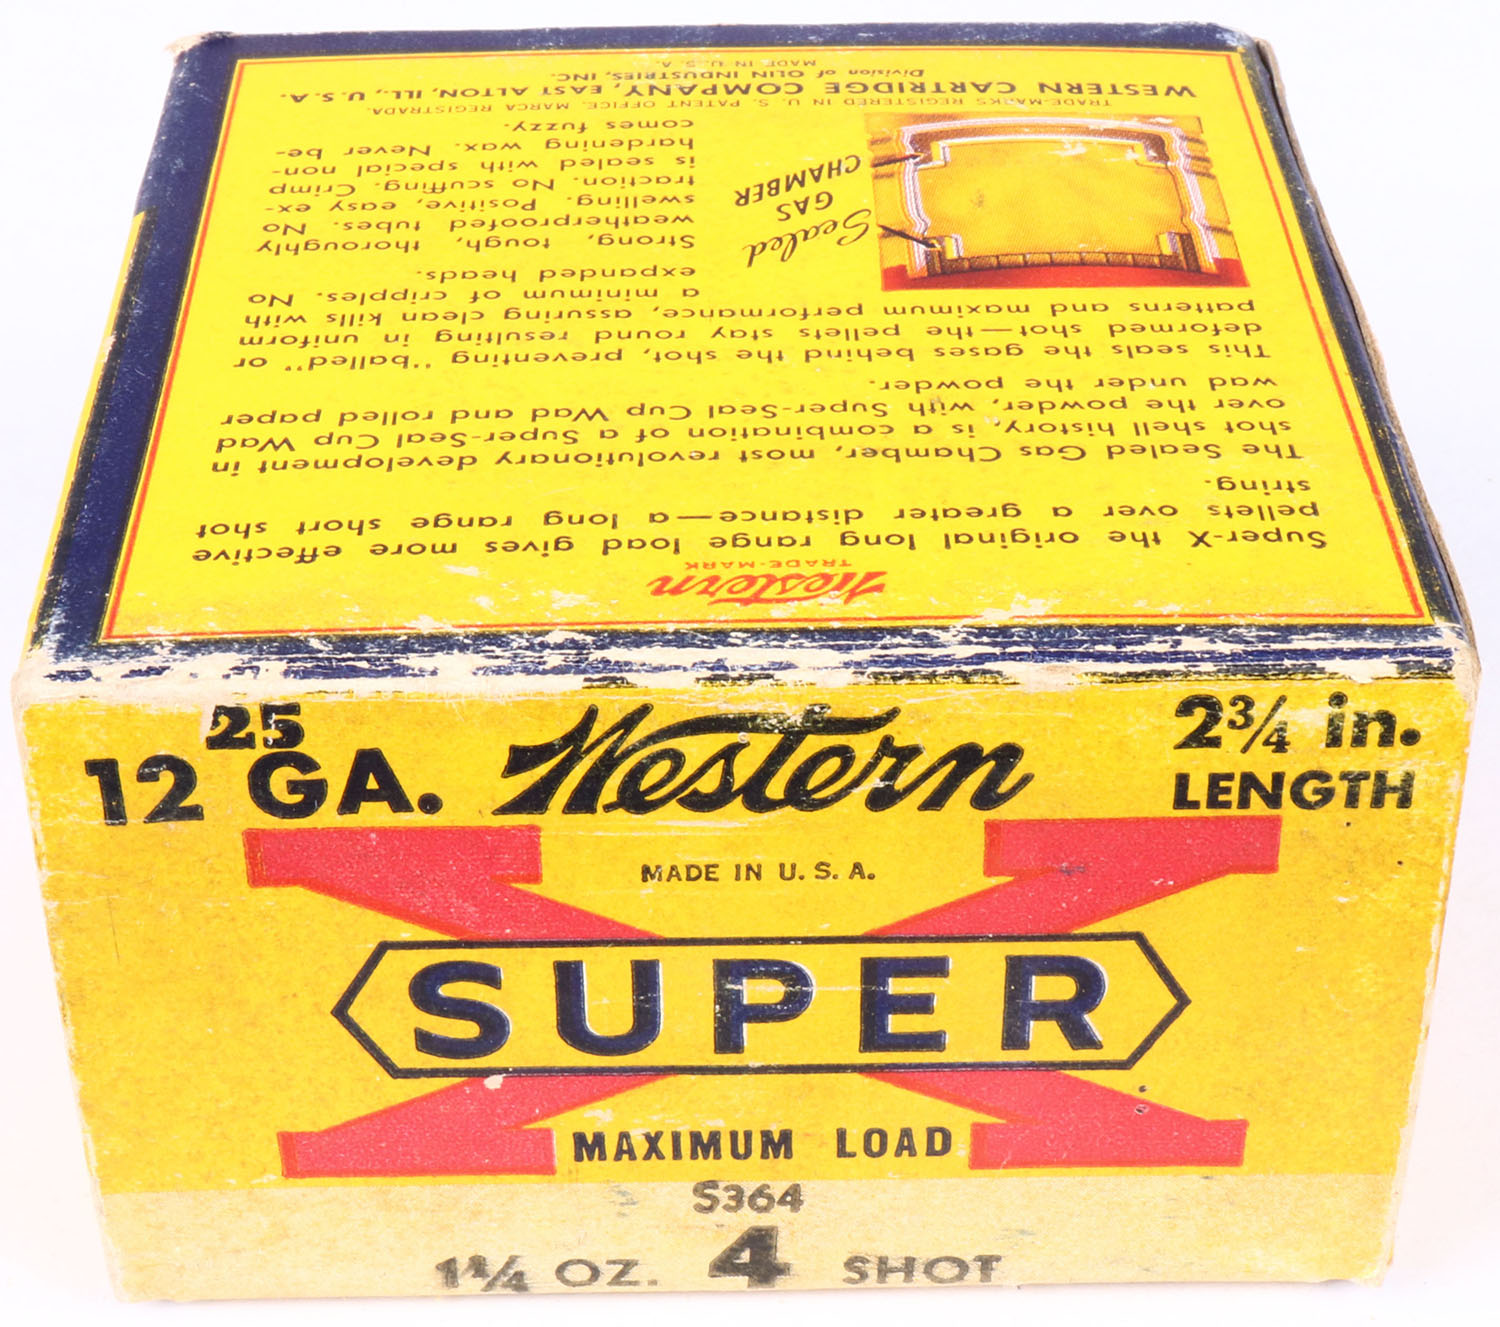 Western
TRADE-MARK
Super-X the original long range load gives more effective
pellets over a greater distance—a long range short shot
string.
The Sealed Gas Chamber, most revolutionary development in
shot shell history, is a combination of a Super-Seal Cup Wad
over the powder, with Super-Seal Cup Wad and rolled paper
wad under the powder.
This seals the gases behind the shot, preventing "balled" or
deformed shot—the pellets stay round resulting in uniform
patterns and maximum performance, assuring clean kills with
a minimum of cripples. No
expanded heads.
Strong, tough, thoroughly
weatherproofed tubes. No
swelling. Positive, easy, ex-
traction. No scuffing. Crimp
is sealed with special non-
hardening wax. Never be-
comes fuzzy.
Sealed
GAS
CHAMBER
TRADE-MARKS REGISTERED IN U. S. PATENT OFFICE. MARCA REGISTRADA.
WESTERN CARTRIDGE COMPANY, EAST ALTON, ILL., U. S. A.
Division of OLIN INDUSTRIES, INC.
MADE IN U. S. A.
25
12 GA.
Western
2¾ in.
LENGTH
MADE IN U. S. A.
X
SUPER
MAXIMUM LOAD
S364
1¼ OZ. 4 SHOT